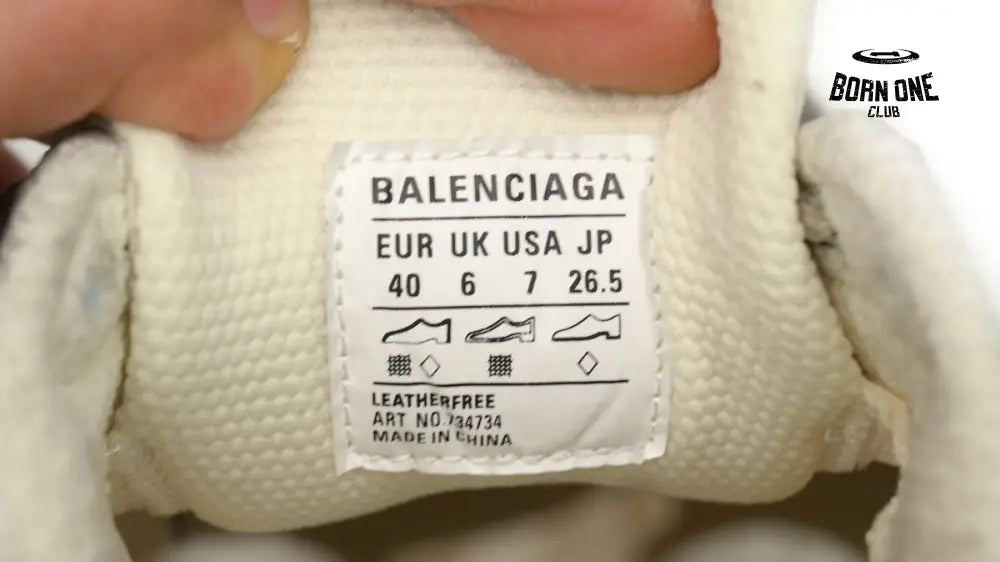 BORN ONE
CLUB
BALENCIAGA
EUR UK USA JP
40 6 7 26.5
LEATHERFREE
ART NO.734734
MADE IN CHINA